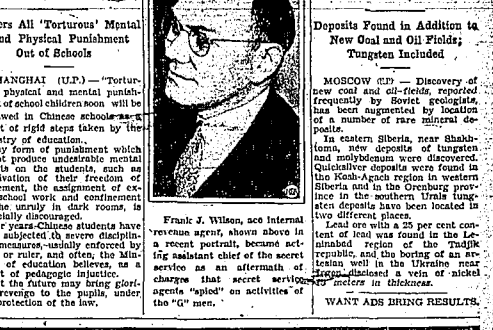 ers All 'Torturous' Mental
nd Physical Punishment
Out of Schools
HANGHAI (U.P.) — "Tortur-
physical and mental punish-
of school children soon will be
wed in Chinese schools as a
t of rigid steps taken by the
istry of education.
ny form of punishment which
t produce undesirable mental
ts on the students, such as
ivation of their freedom of
ement, the assignment of ex-
school work and confinement
he unruly in dark rooms, is
cially discouraged.
r years Chinese students have
subjected to severe disciplin-
measures, usually enforced by
or ruler, and often, the Min-
of education believes, as a
t of pedagogic injustice.
t the future may bring glori-
revenge to the pupils, under
protection of the law.
Frank J. Wilson, ace internal
revenue agent, shown above in
a recent portrait, became act-
ing assistant chief of the secret
service as an aftermath of
charges that secret service
agents "spied" on activities of
the "G" men.
Deposits Found in Addition to
New Coal and Oil Fields;
Tungsten Included
MOSCOW (U.P.) — Discovery of
new coal and oil-fields, reported
frequently by Soviet geologists,
has been augmented by location
of a number of rare mineral de-
posits.
In eastern Siberia, near Shakh-
toma, new deposits of tungsten
and molybdenum were discovered.
Quicksilver deposits were found in
the Kosh-Agach region in western
Siberia and in the Orenburg prov-
ince in the southern Urals tung-
sten deposits have been located in
two different places.
Lead ore with a 25 per cent con-
tent of lead was found in the Le-
ninabad region of the Tadjik
republic, and the boring of an ar-
tesian well in the Ukraine near
disclosed a vein of nickel
meters in thickness.
WANT ADS BRING RESULTS.